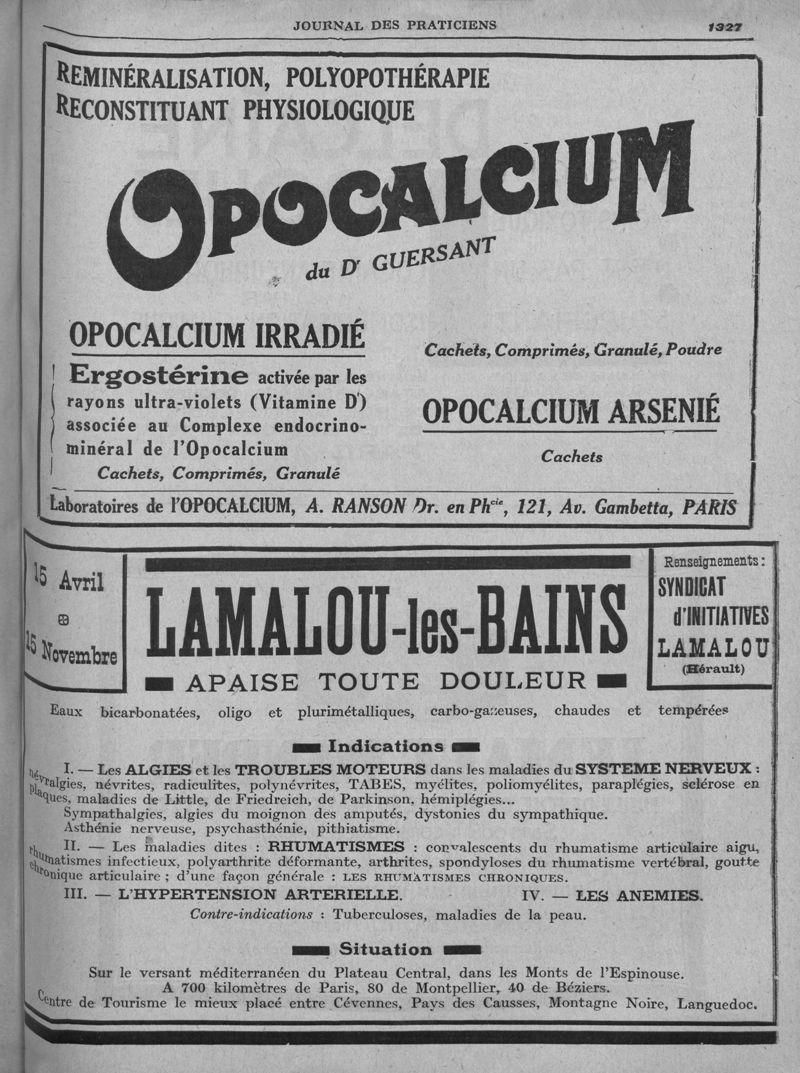 JOURNAL DES PRATICIENS 1327
REMINÉRALISATION, POLYOPOTHÉRAPIE
RECONSTITUANT PHYSIOLOGIQUE
OPOCALCIUM
du Dr GUERSANT
OPOCALCIUM IRRADIÉ
Ergostérine activée par les
rayons ultra-violets (Vitamine D)
associée au Complexe endocrino-
minéral de l'Opocalcium
Cachets, Comprimés, Granulé
Cachets, Comprimés, Granulé, Poudre
OPOCALCIUM ARSENIÉ
Cachets
Laboratoires de l'OPOCALCIUM, A. RANSON Dr. en Phcie, 121, Av. Gambetta, PARIS
15 Avril
15 Novembre
LAMALOU-les-BAINS
APAISE TOUTE DOULEUR
Renseignements :
SYNDICAT
d'INITIATIVES
LAMALOU
(Hérault)
Eaux bicarbonatées, oligo et plurimétalliques, carbo-gazeuses, chaudes et tempérées
Indications
I. — Les ALGIES et les TROUBLES MOTEURS dans les maladies du SYSTEME NERVEUX :
névralgies, névrites, radiculites, polynévrites, TABES, myélites, poliomyélites, paraplégies, sclérose en
plaques, maladies de Little, de Friedreich, de Parkinson, hémiplégies...
Sympathalgies, algies du moignon des amputés, dystonies du sympathique.
Asthénie nerveuse, psychasthénie, pithiatisme.
II. — Les maladies dites : RHUMATISMES : convalescents du rhumatisme articulaire aigu,
rhumatismes infectieux, polyarthrite déformante, arthrites, spondyloses du rhumatisme vertébral, goutte
chronique articulaire ; d'une façon générale : LES RHUMATISMES CHRONIQUES.
III. — L'HYPERTENSION ARTERIELLE. IV. — LES ANEMIES.
Contre-indications : Tuberculoses, maladies de la peau.
Situation
Sur le versant méditerranéen du Plateau Central, dans les Monts de l'Espinouse.
A 700 kilomètres de Paris, 80 de Montpellier, 40 de Béziers.
Centre de Tourisme le mieux placé entre Cévennes, Pays des Causses, Montagne Noire, Languedoc.